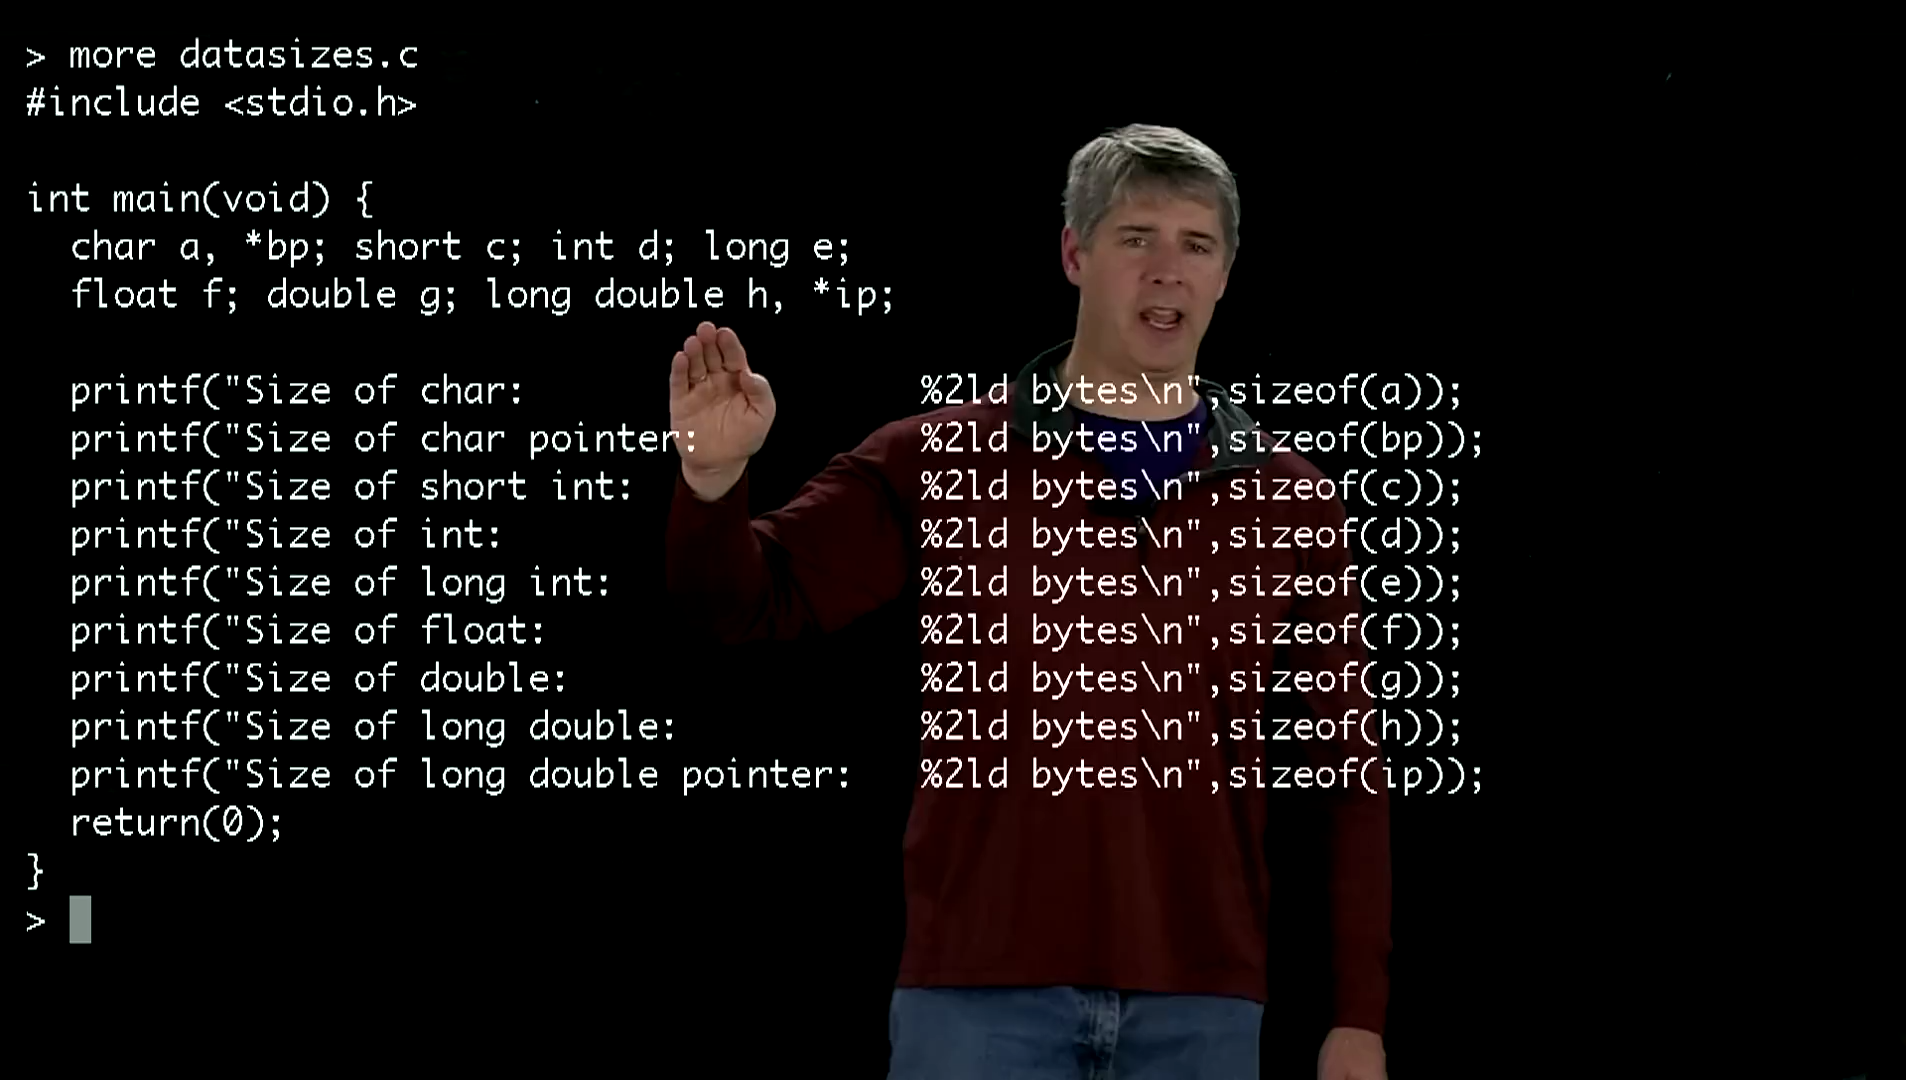 > more datasizes.c
#include <stdio.h>
int main(void) {
  char a, *bp; short c; int d; long e;
  float f; double g; long double h, *ip;
  printf("Size of char:                  %2ld bytes\n",sizeof(a));
  printf("Size of char pointer:          %2ld bytes\n",sizeof(bp));
  printf("Size of short int:             %2ld bytes\n",sizeof(c));
  printf("Size of int:                   %2ld bytes\n",sizeof(d));
  printf("Size of long int:              %2ld bytes\n",sizeof(e));
  printf("Size of float:                 %2ld bytes\n",sizeof(f));
  printf("Size of double:                %2ld bytes\n",sizeof(g));
  printf("Size of long double:           %2ld bytes\n",sizeof(h));
  printf("Size of long double pointer:   %2ld bytes\n",sizeof(ip));
  return(0);
}
>